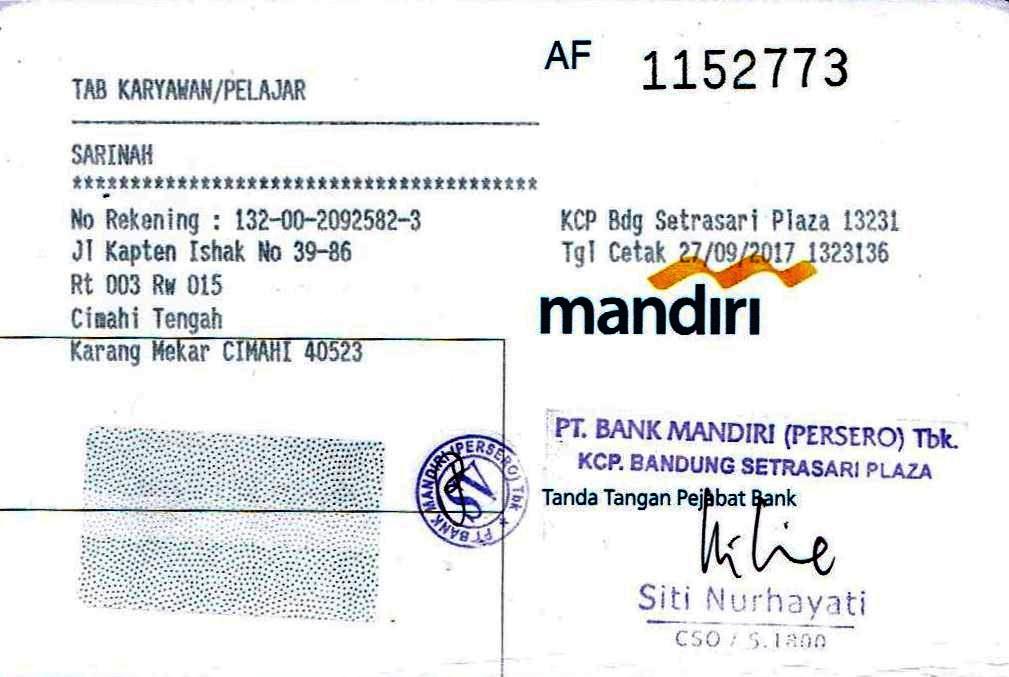 AF 1152773
TAB KARYAWAN/PELAJAR
SARINAH
****************************************
No Rekening : 132-00-2092582-3
Jl Kapten Ishak No 39-86
Rt 003 Rw 015
Cimahi Tengah
Karang Mekar CIMAHI 40523
KCP Bdg Setrasari Plaza 13231
Tgl Cetak 27/09/2017 1323136
mandiri
PT. BANK MANDIRI (PERSERO) Tbk.
KCP. BANDUNG SETRASARI PLAZA
Tanda Tangan Pejabat Bank
PT BANK MANDIRI (PERSERO) Tbk
SV
Siti Nurhayati
CSO / S.1800